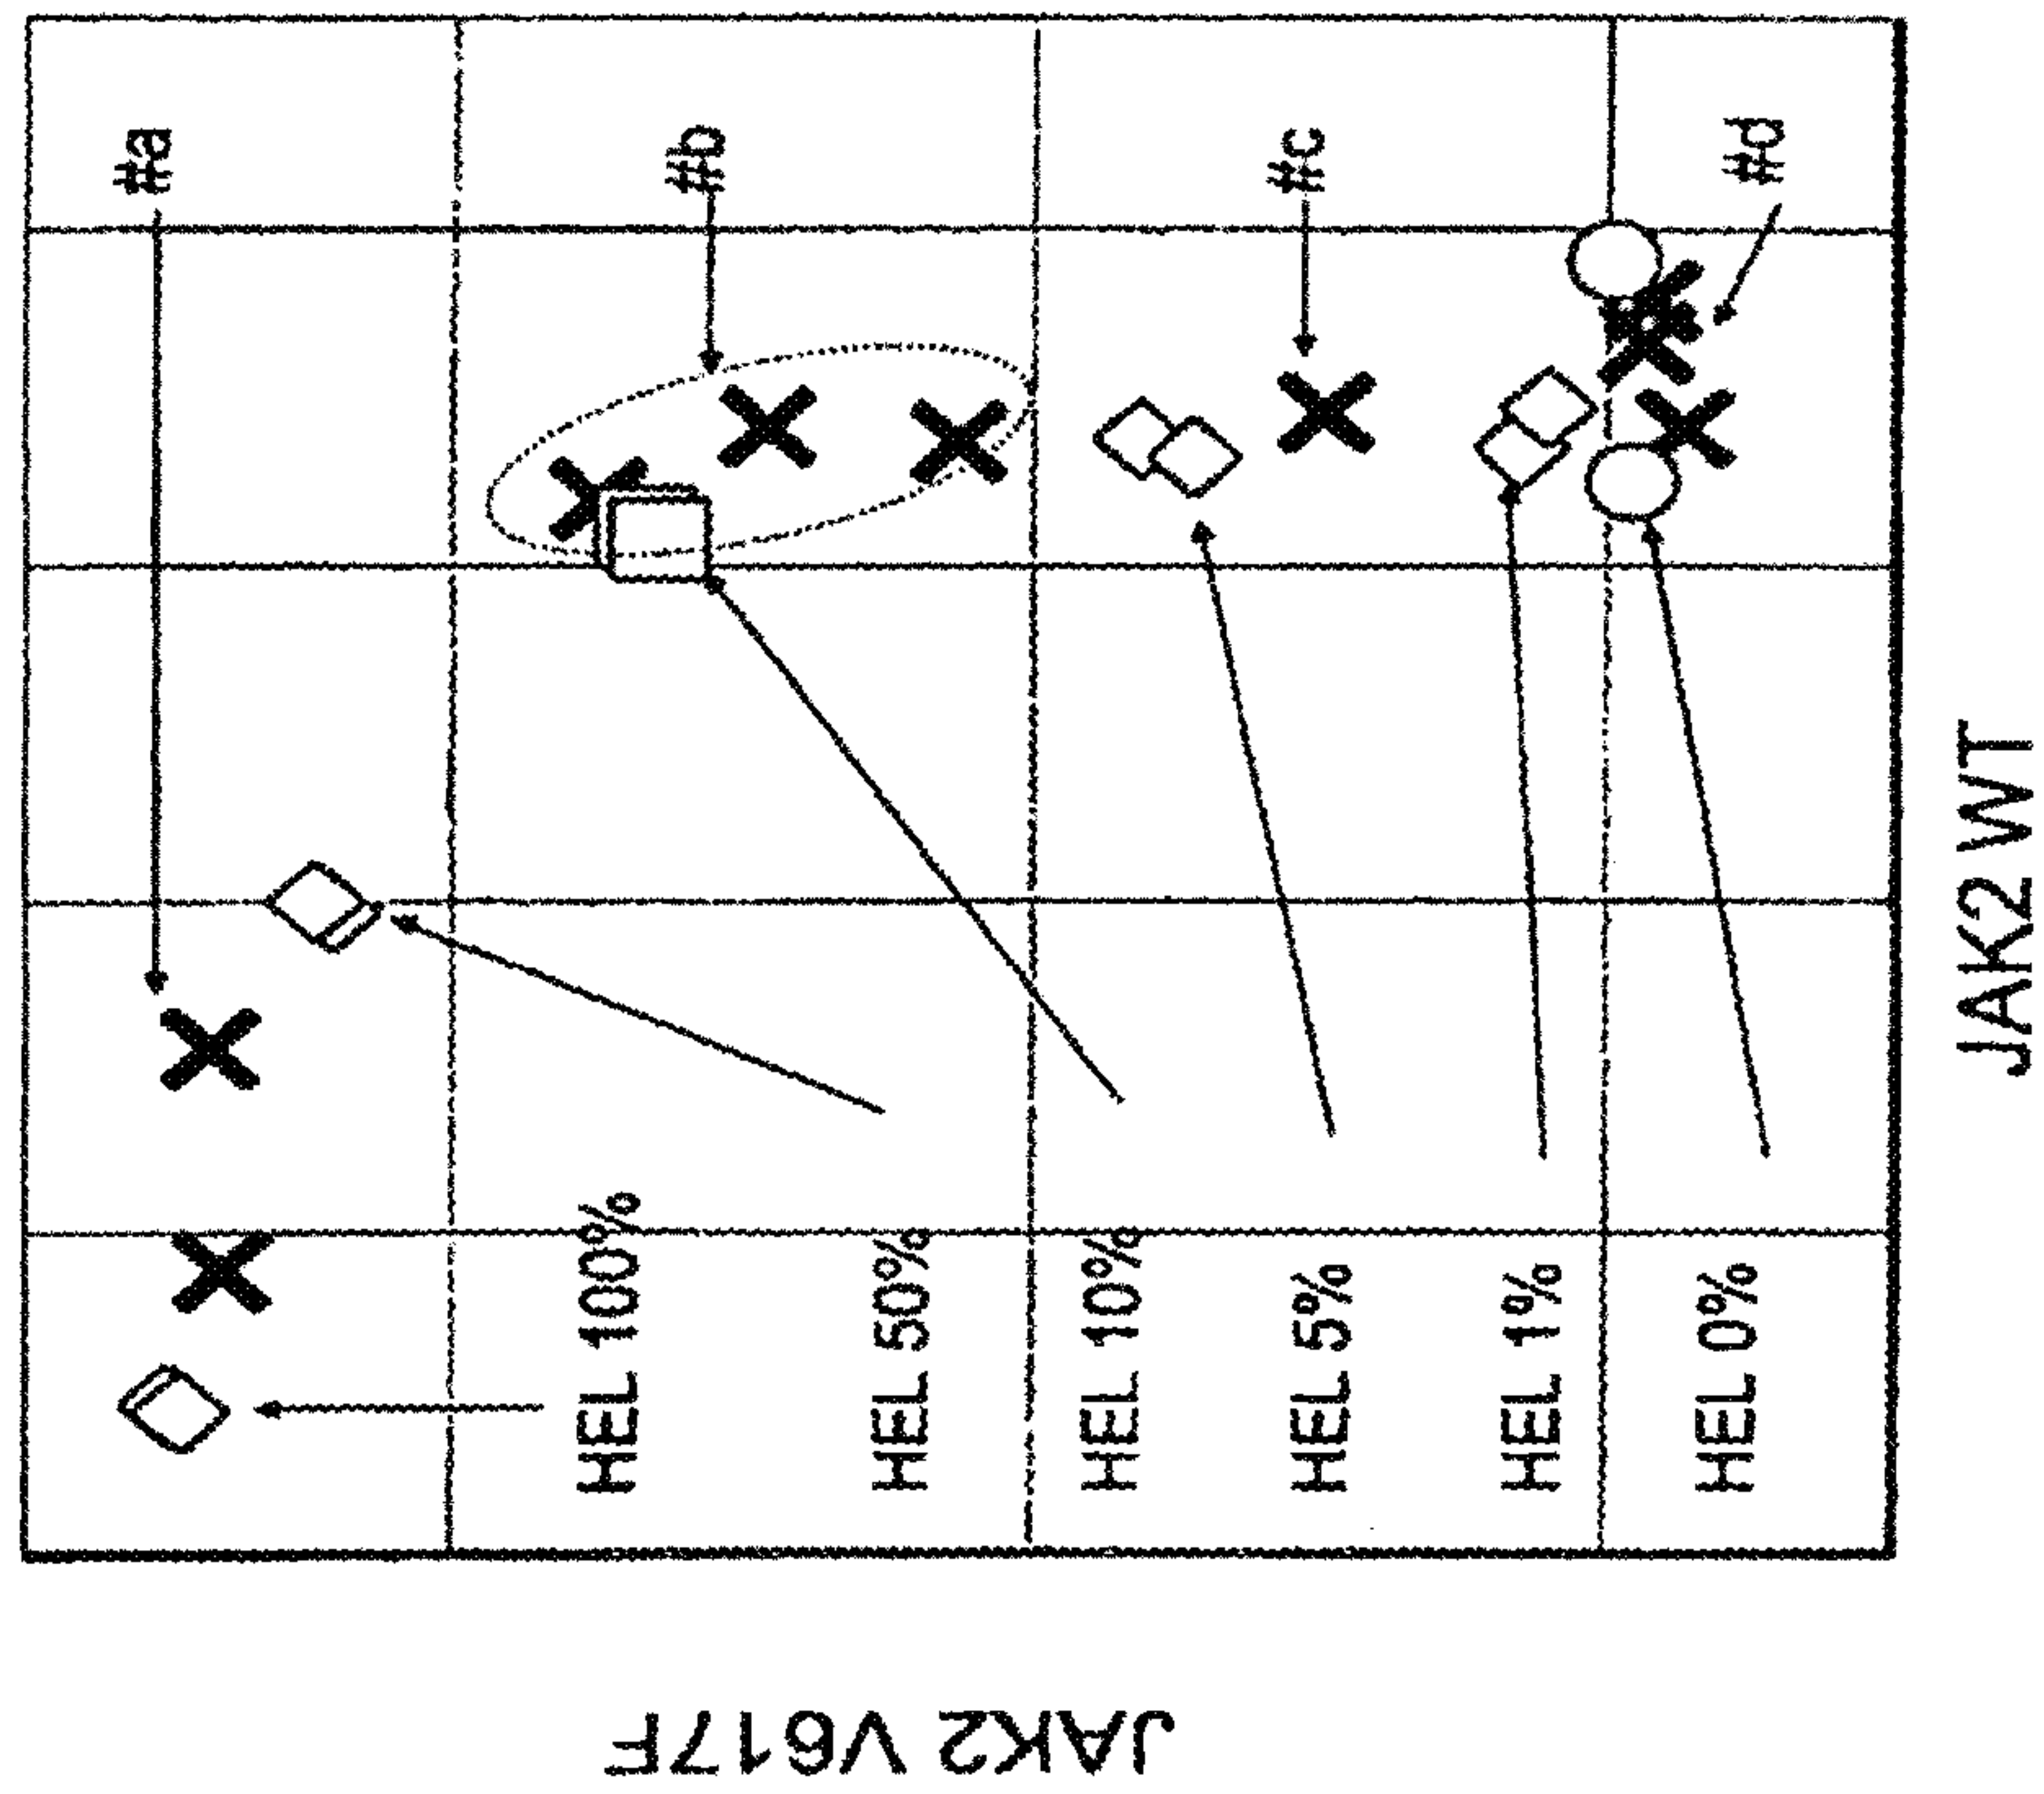 #a
#b
#c
#d
HEL 100%
HEL 50%
HEL 10%
HEL 5%
HEL 1%
HEL 0%
JAK2 WT
JAK2 V617F